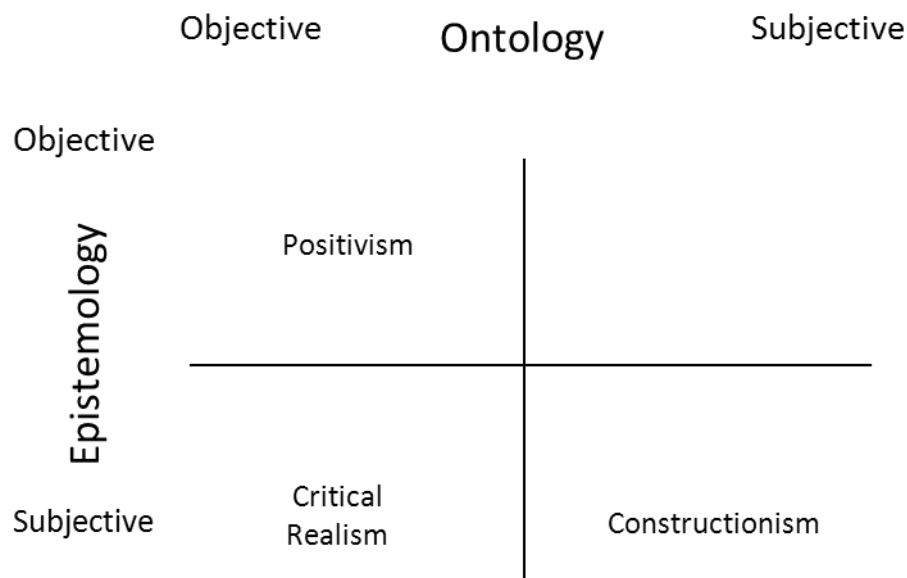 Objective Ontology Subjective
Objective
Epistemology
Positivism
Subjective
Critical
Realism
Constructionism